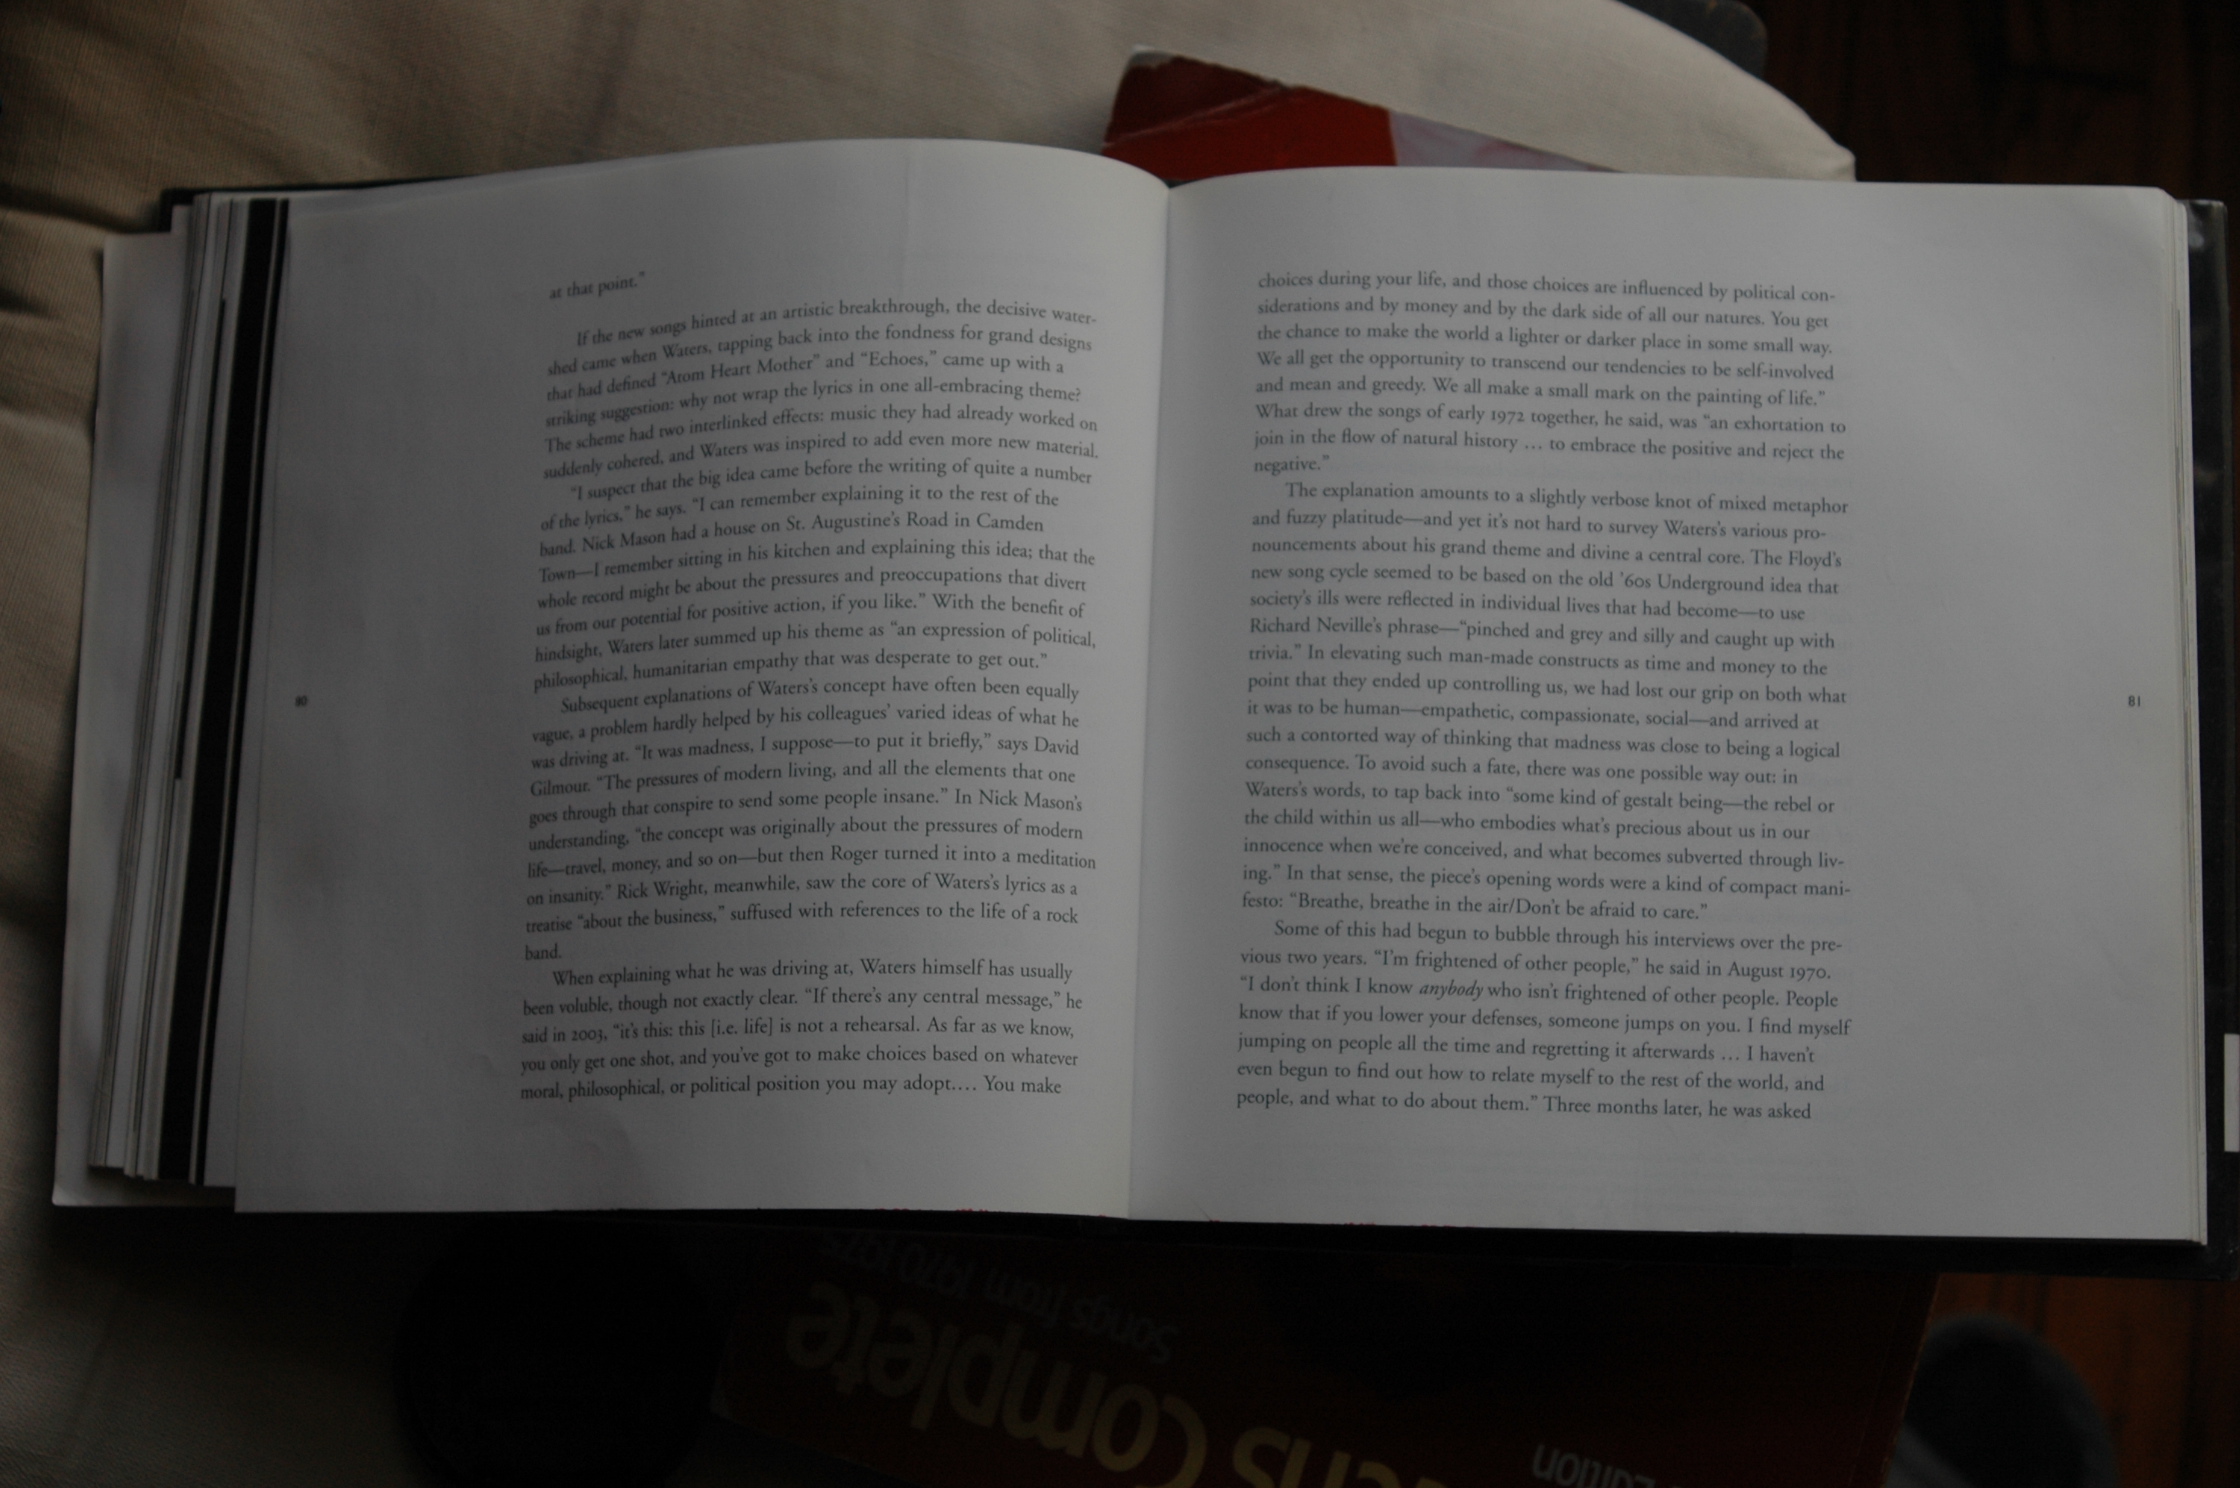 at that point."
If the new songs hinted at an artistic breakthrough, the decisive water-
shed came when Waters, tapping back into the fondness for grand designs
that had defined "Atom Heart Mother" and "Echoes," came up with a
striking suggestion: why not wrap the lyrics in one all-embracing theme?
The scheme had two interlinked effects: music they had already worked on
suddenly cohered, and Waters was inspired to add even more new material.
"I suspect that the big idea came before the writing of quite a number
of the lyrics," he says. "I can remember explaining it to the rest of the
band. Nick Mason had a house on St. Augustine's Road in Camden
Town—I remember sitting in his kitchen and explaining this idea; that the
whole record might be about the pressures and preoccupations that divert
us from our potential for positive action, if you like." With the benefit of
hindsight, Waters later summed up his theme as "an expression of political,
philosophical, humanitarian empathy that was desperate to get out."
Subsequent explanations of Waters's concept have often been equally
vague, a problem hardly helped by his colleagues' varied ideas of what he
was driving at. "It was madness, I suppose—to put it briefly," says David
Gilmour. "The pressures of modern living, and all the elements that one
goes through that conspire to send some people insane." In Nick Mason's
understanding, "the concept was originally about the pressures of modern
life—travel, money, and so on—but then Roger turned it into a meditation
on insanity." Rick Wright, meanwhile, saw the core of Waters's lyrics as a
treatise "about the business," suffused with references to the life of a rock
band.
When explaining what he was driving at, Waters himself has usually
been voluble, though not exactly clear. "If there's any central message," he
said in 2003, "it's this: this [i.e. life] is not a rehearsal. As far as we know,
you only get one shot, and you've got to make choices based on whatever
moral, philosophical, or political position you may adopt.... You make
80
choices during your life, and those choices are influenced by political con-
siderations and by money and by the dark side of all our natures. You get
the chance to make the world a lighter or darker place in some small way.
We all get the opportunity to transcend our tendencies to be self-involved
and mean and greedy. We all make a small mark on the painting of life."
What drew the songs of early 1972 together, he said, was "an exhortation to
join in the flow of natural history ... to embrace the positive and reject the
negative."
The explanation amounts to a slightly verbose knot of mixed metaphor
and fuzzy platitude—and yet it's not hard to survey Waters's various pro-
nouncements about his grand theme and divine a central core. The Floyd's
new song cycle seemed to be based on the old '60s Underground idea that
society's ills were reflected in individual lives that had become—to use
Richard Neville's phrase—"pinched and grey and silly and caught up with
trivia." In elevating such man-made constructs as time and money to the
point that they ended up controlling us, we had lost our grip on both what
it was to be human—empathetic, compassionate, social—and arrived at
such a contorted way of thinking that madness was close to being a logical
consequence. To avoid such a fate, there was one possible way out: in
Waters's words, to tap back into "some kind of gestalt being—the rebel or
the child within us all—who embodies what's precious about us in our
innocence when we're conceived, and what becomes subverted through liv-
ing." In that sense, the piece's opening words were a kind of compact mani-
festo: "Breathe, breathe in the air/Don't be afraid to care."
Some of this had begun to bubble through his interviews over the pre-
vious two years. "I'm frightened of other people," he said in August 1970.
"I don't think I know anybody who isn't frightened of other people. People
know that if you lower your defenses, someone jumps on you. I find myself
jumping on people all the time and regretting it afterwards ... I haven't
even begun to find out how to relate myself to the rest of the world, and
people, and what to do about them." Three months later, he was asked
81
Songs from 1970-1975
Complete
Edition